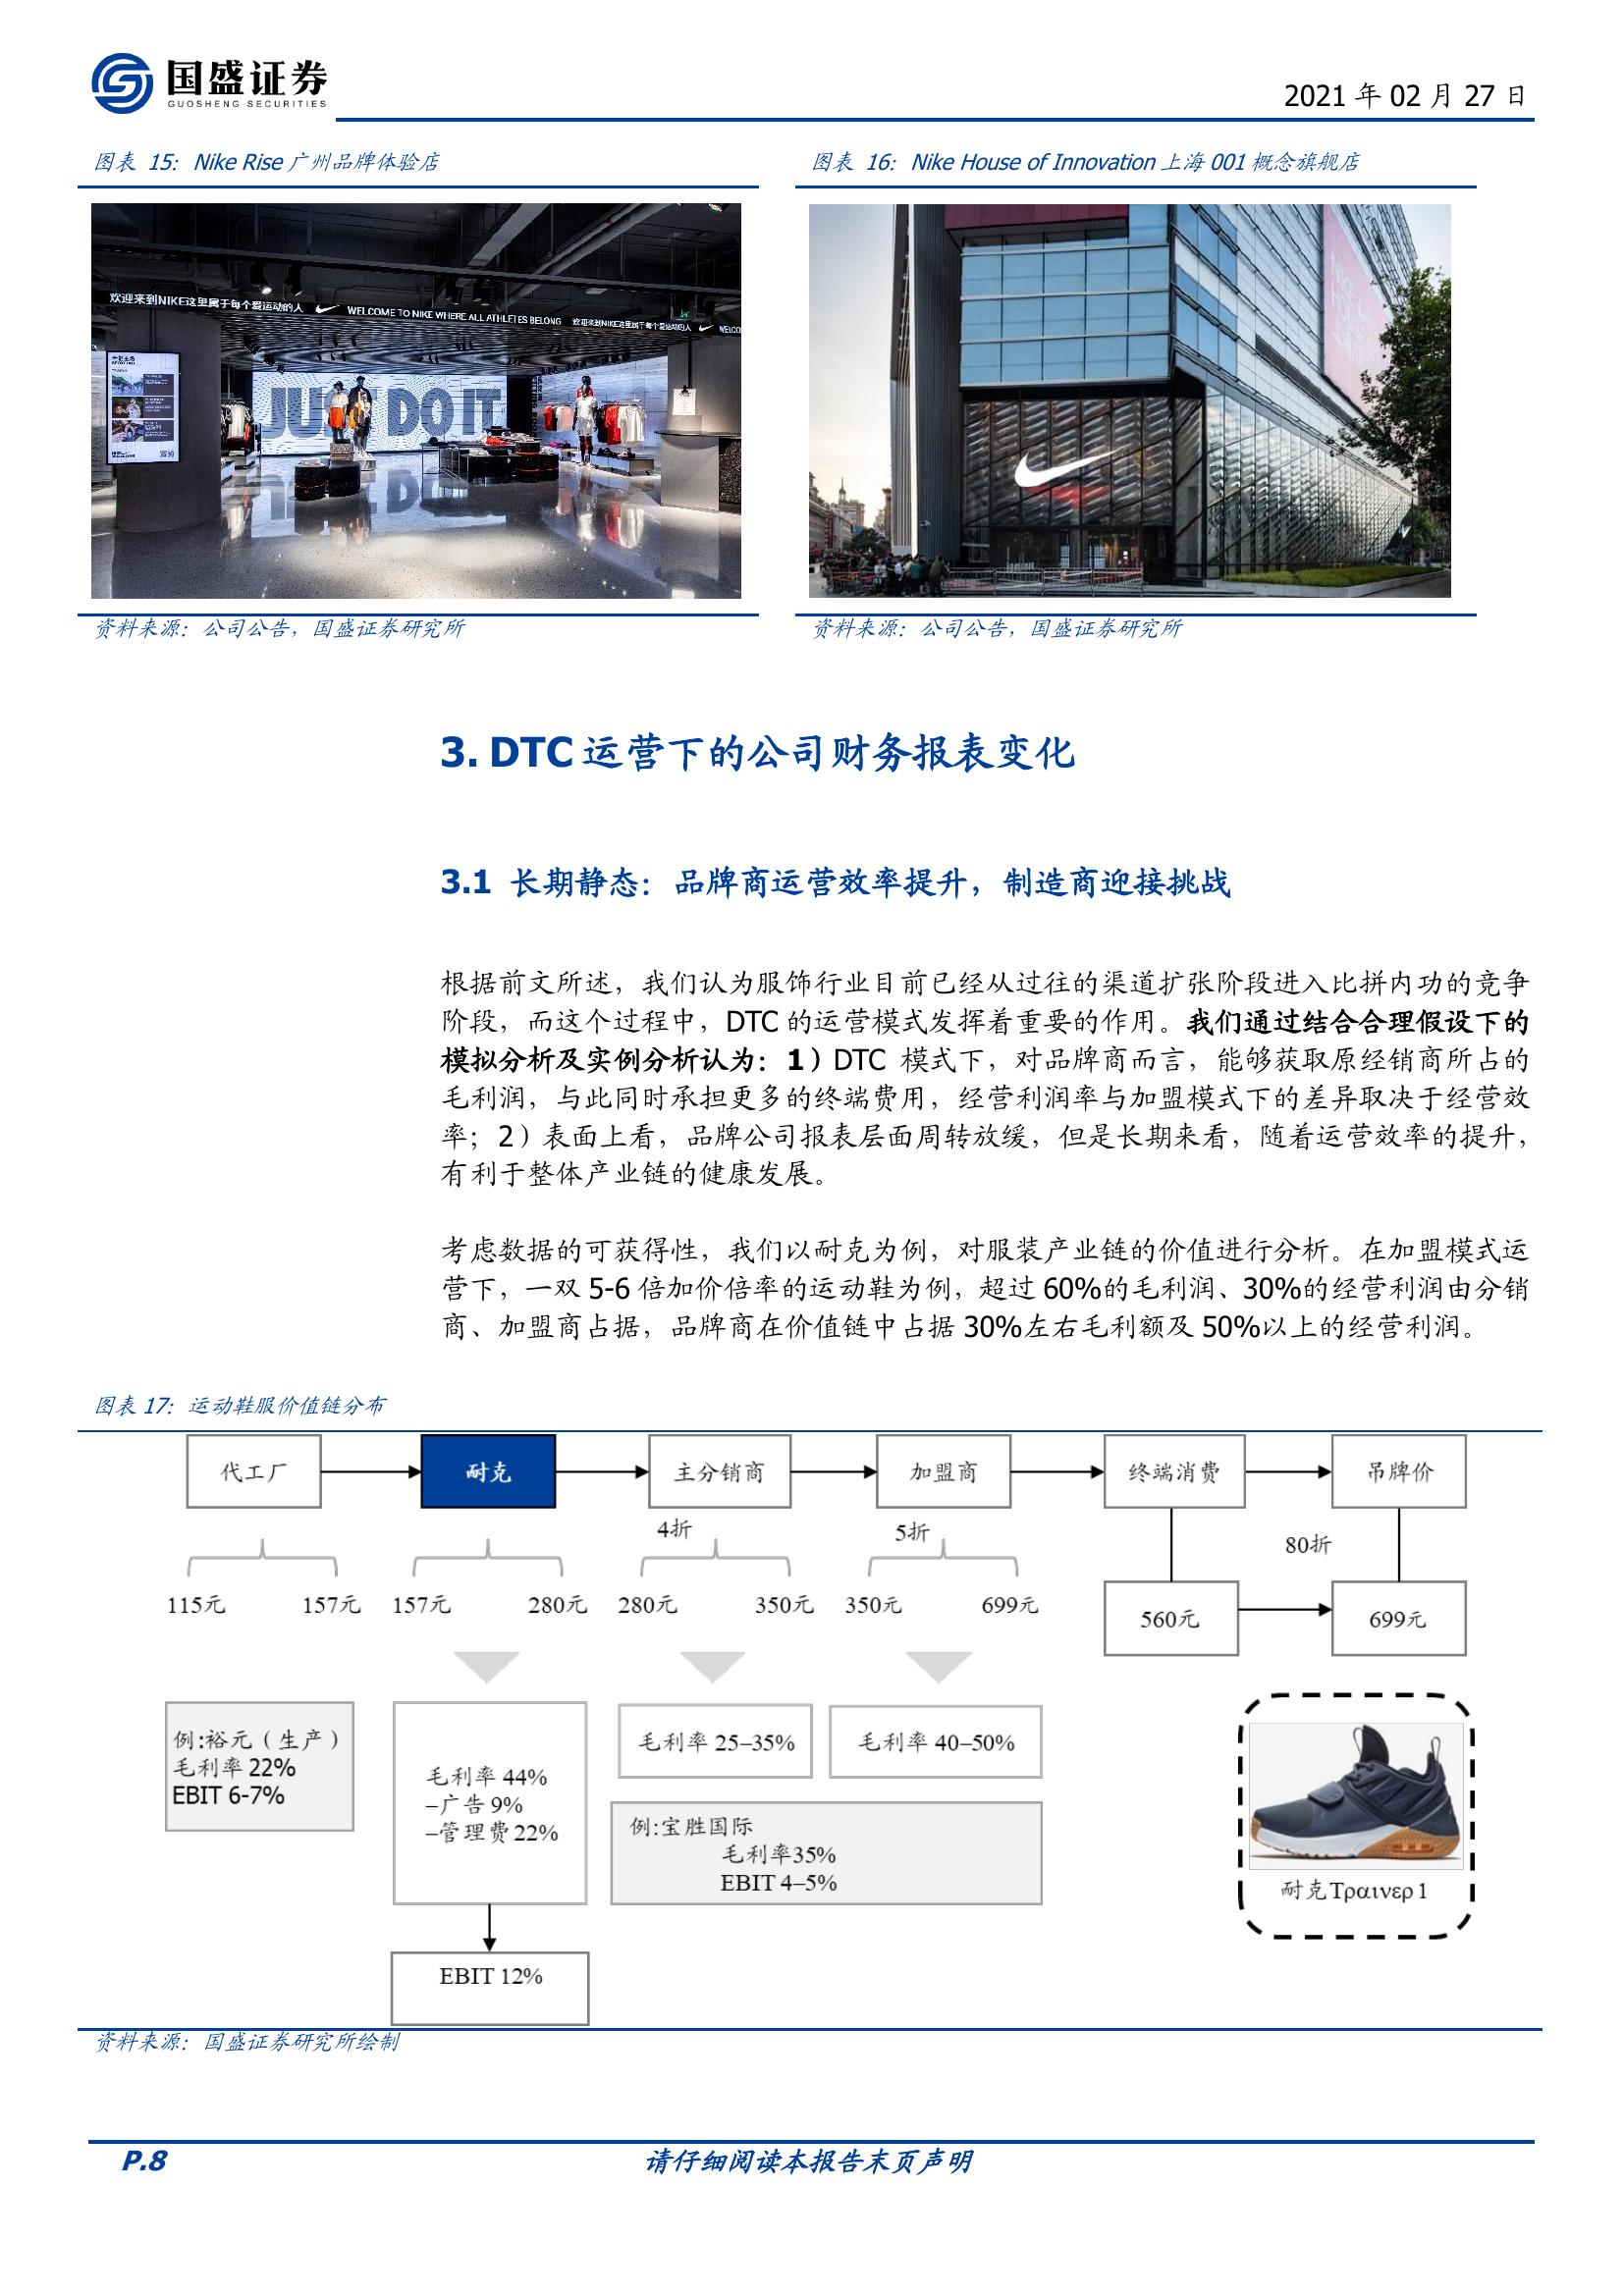 国盛证券
GUOSHENG SECURITIES
2021 年 02 月 27 日
图表 15：Nike Rise 广州品牌体验店
图表 16：Nike House of Innovation 上海 001 概念旗舰店
欢迎来到NIKE这里属于每个爱运动的人 WELCOME TO NIKE WHERE ALL ATHLETES BELONG 欢迎来到NIKE这里属于每个爱运动的人 WELCO
JUST DO IT
资料来源：公司公告，国盛证券研究所
资料来源：公司公告，国盛证券研究所
3. DTC 运营下的公司财务报表变化
3.1 长期静态：品牌商运营效率提升，制造商迎接挑战
根据前文所述，我们认为服饰行业目前已经从过往的渠道扩张阶段进入比拼内功的竞争
阶段，而这个过程中，DTC 的运营模式发挥着重要的作用。我们通过结合合理假设下的
模拟分析及实例分析认为：1）DTC 模式下，对品牌商而言，能够获取原经销商所占的
毛利润，与此同时承担更多的终端费用，经营利润率与加盟模式下的差异取决于经营效
率；2）表面上看，品牌公司报表层面周转放缓，但是长期来看，随着运营效率的提升，
有利于整体产业链的健康发展。
考虑数据的可获得性，我们以耐克为例，对服装产业链的价值进行分析。在加盟模式运
营下，一双 5-6 倍加价倍率的运动鞋为例，超过 60%的毛利润、30%的经营利润由分销
商、加盟商占据，品牌商在价值链中占据 30%左右毛利额及 50%以上的经营利润。
图表 17：运动鞋服价值链分布
代工厂 耐克 主分销商 加盟商 终端消费 吊牌价
4折 5折 80折
115元 157元 157元 280元 280元 350元 350元 699元 560元 699元
例:裕元（生产）
毛利率 22%
EBIT 6-7%
毛利率 44%
–广告 9%
–管理费 22%
EBIT 12%
毛利率 25–35%
毛利率 40–50%
例:宝胜国际
毛利率35%
EBIT 4–5%
耐克Τραινερ 1
资料来源：国盛证券研究所绘制
P.8
请仔细阅读本报告末页声明